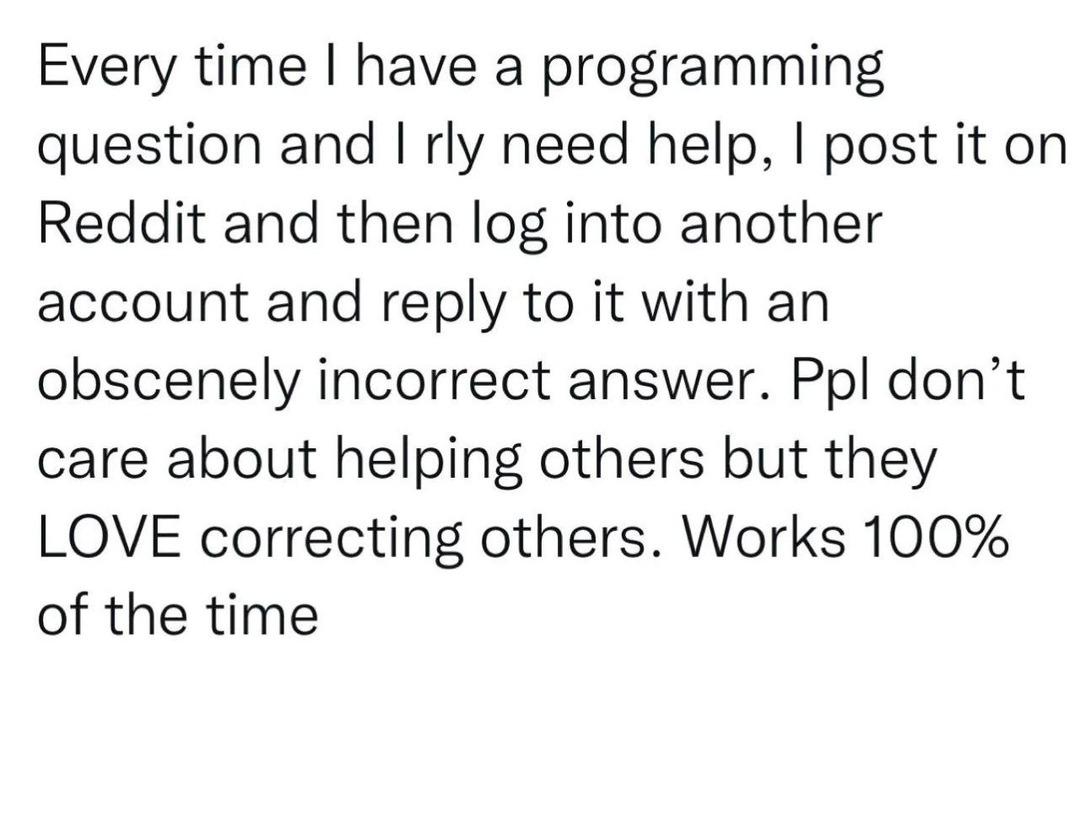 Every time I have a programming
question and I rly need help, I post it on
Reddit and then log into another
account and reply to it with an
obscenely incorrect answer. Ppl don’t
care about helping others but they
LOVE correcting others. Works 100%
of the time